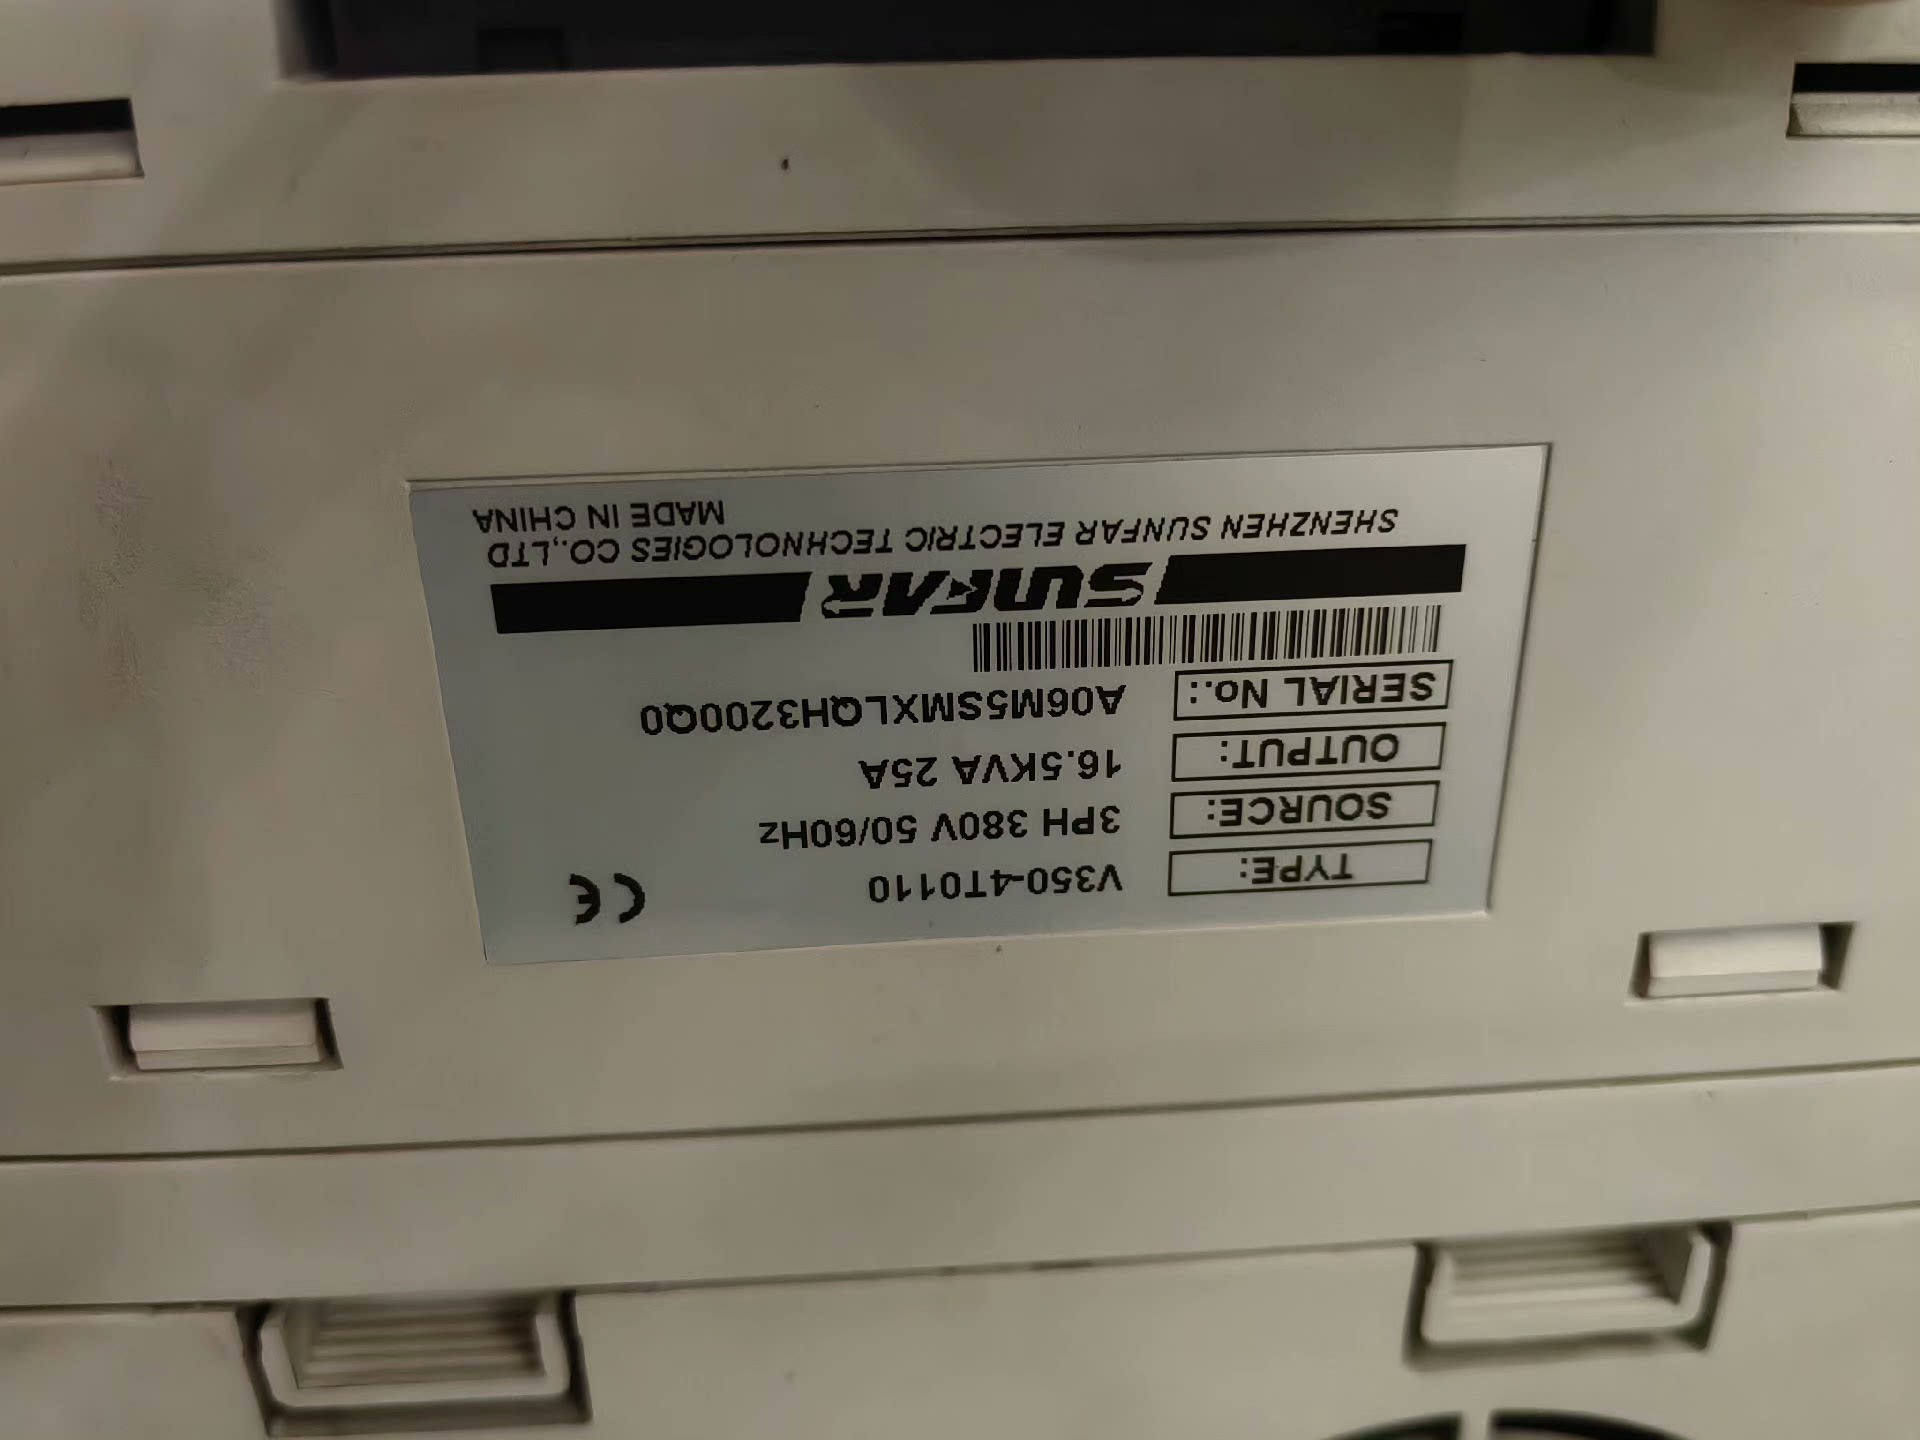 TYPE: V350-4T0110
CE
SOURCE: 3PH 380V 50/60Hz
OUTPUT: 16.5KVA 25A
SERIAL No.: A06M5SMXLQH3200Q0
SUNFAR
SHENZHEN SUNFAR ELECTRIC TECHNOLOGIES CO.,LTD
MADE IN CHINA